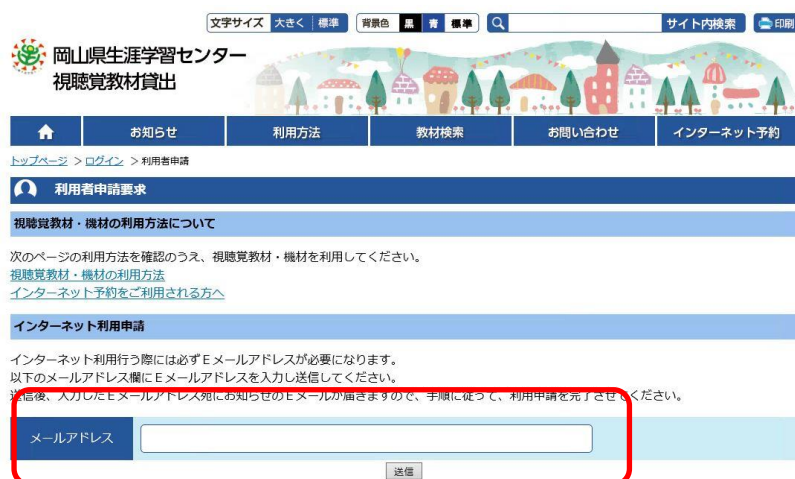 文字サイズ 大きく 標準 背景色 黒 青 標準 サイト内検索 印刷
岡山県生涯学習センター
視聴覚教材貸出
お知らせ 利用方法 教材検索 お問い合わせ インターネット予約
トップページ > ログイン > 利用者申請
利用者申請要求
視聴覚教材・機材の利用方法について
次のページの利用方法を確認のうえ、視聴覚教材・機材を利用してください。
視聴覚教材・機材の利用方法
インターネット予約をご利用される方へ
インターネット利用申請
インターネット利用行う際には必ずEメールアドレスが必要になります。
以下のメールアドレス欄にEメールアドレスを入力し送信してください。
送信後、入力したEメールアドレス宛にお知らせのEメールが届きますので、手順に従って、利用申請を完了させてください。
メールアドレス
送信